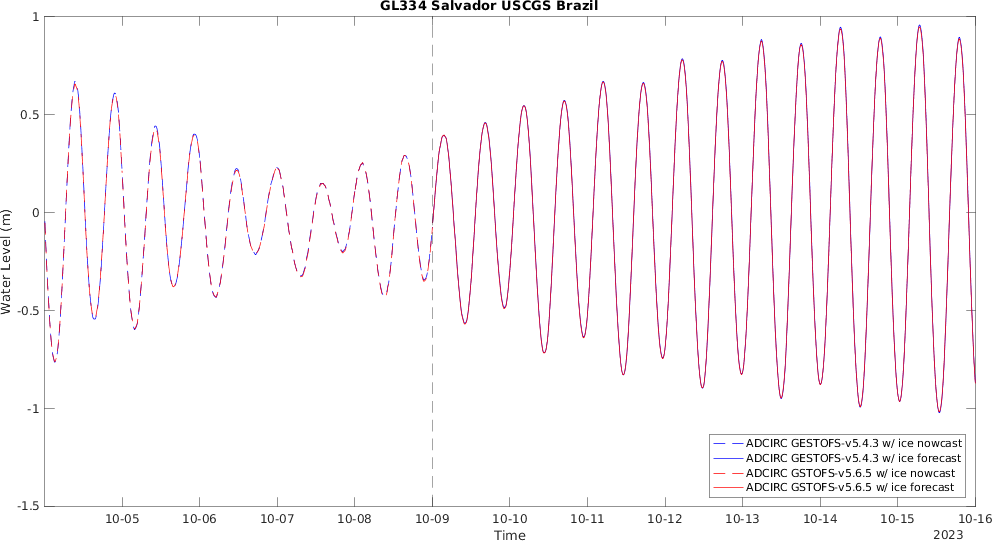 GL334 Salvador USCGS Brazil
Water Level (m)
1
0.5
0
-0.5
-1
-1.5
10-05
10-06
10-07
10-08
10-09
10-10
10-11
10-12
10-13
10-14
10-15
10-16
2023
Time
ADCIRC GESTOFS-v5.4.3 w/ ice nowcast
ADCIRC GESTOFS-v5.4.3 w/ ice forecast
ADCIRC GSTOFS-v5.6.5 w/ ice nowcast
ADCIRC GSTOFS-v5.6.5 w/ ice forecast